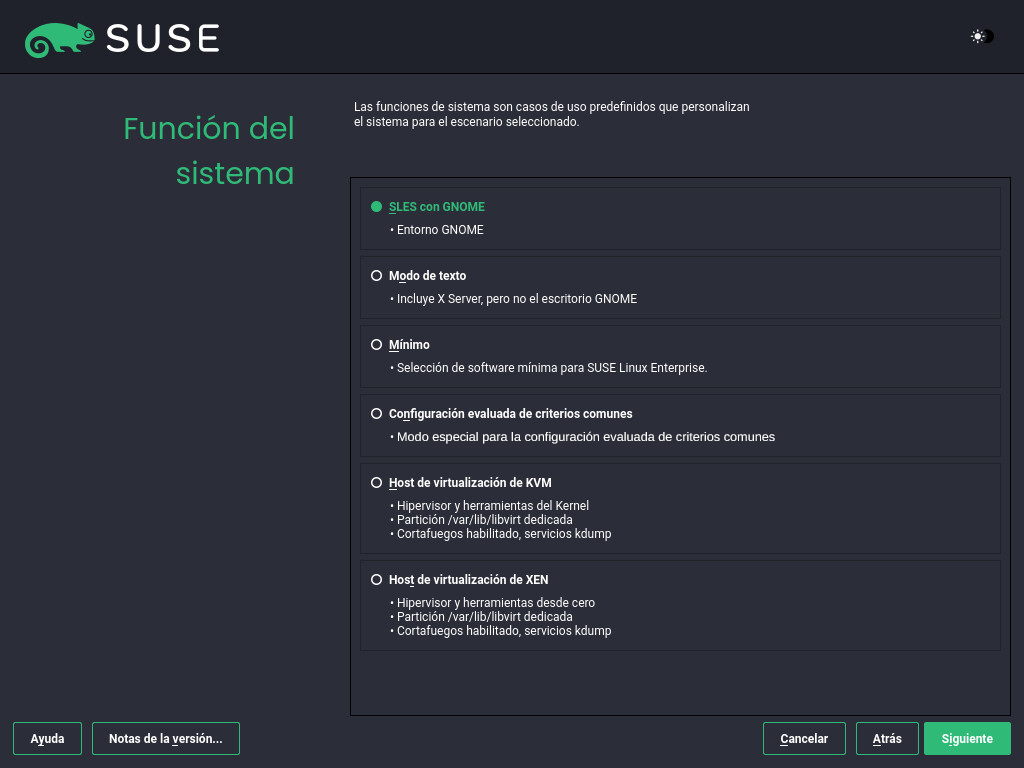 SUSE
Función del
sistema
Las funciones de sistema son casos de uso predefinidos que personalizan
el sistema para el escenario seleccionado.
SLES con GNOME
• Entorno GNOME
Modo de texto
• Incluye X Server, pero no el escritorio GNOME
Mínimo
• Selección de software mínima para SUSE Linux Enterprise.
Configuración evaluada de criterios comunes
• Modo especial para la configuración evaluada de criterios comunes
Host de virtualización de KVM
• Hipervisor y herramientas del Kernel
• Partición /var/lib/libvirt dedicada
• Cortafuegos habilitado, servicios kdump
Host de virtualización de XEN
• Hipervisor y herramientas desde cero
• Partición /var/lib/libvirt dedicada
• Cortafuegos habilitado, servicios kdump
Ayuda
Notas de la versión...
Cancelar
Atrás
Siguiente